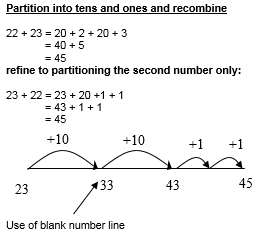 Partition into tens and ones and recombine
22 + 23 = 20 + 2 + 20 + 3
= 40 + 5
= 45
refine to partitioning the second number only:
23 + 22 = 23 + 20 +1 + 1
= 43 + 1 + 1
= 45
+10 +10 +1 +1
23 33 43 45
Use of blank number line